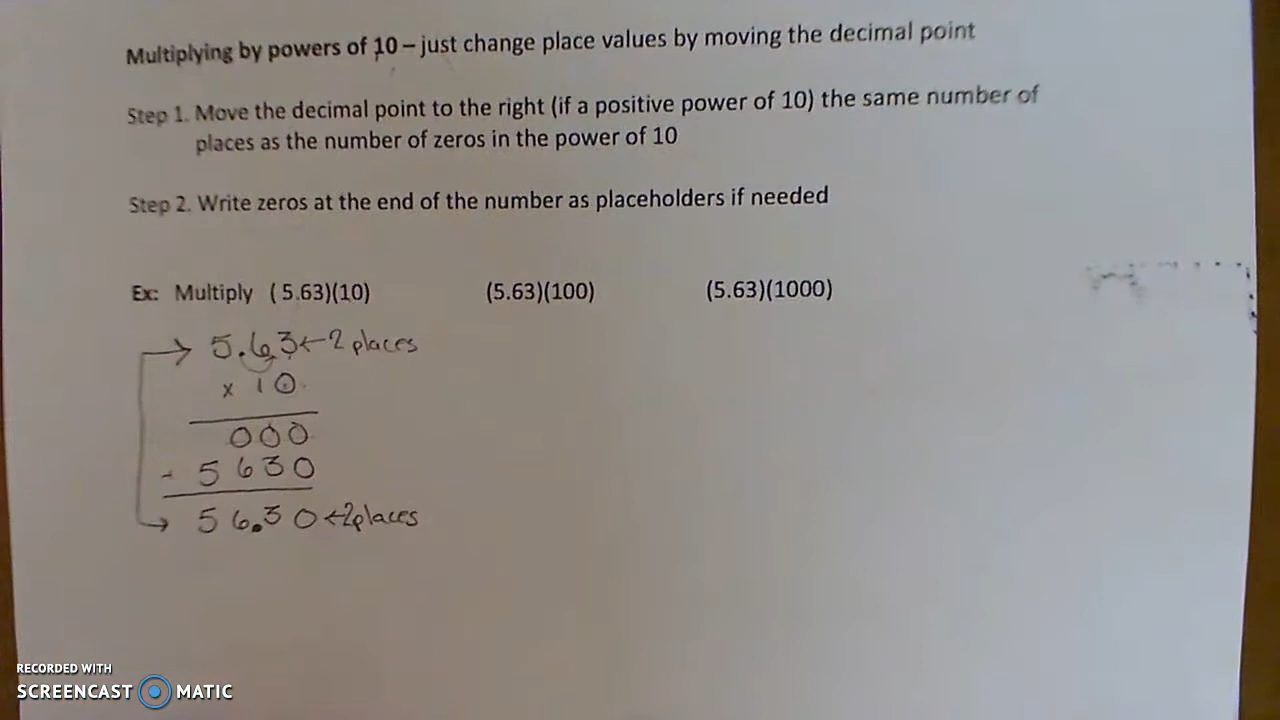 Multiplying by powers of 10 – just change place values by moving the decimal point
Step 1. Move the decimal point to the right (if a positive power of 10) the same number of
places as the number of zeros in the power of 10
Step 2. Write zeros at the end of the number as placeholders if needed
Ex: Multiply ( 5.63)(10) (5.63)(100) (5.63)(1000)
→ 5.63←2 places
x 10.
000
- 5630
→ 56.30←2places
RECORDED WITH
SCREENCAST MATIC